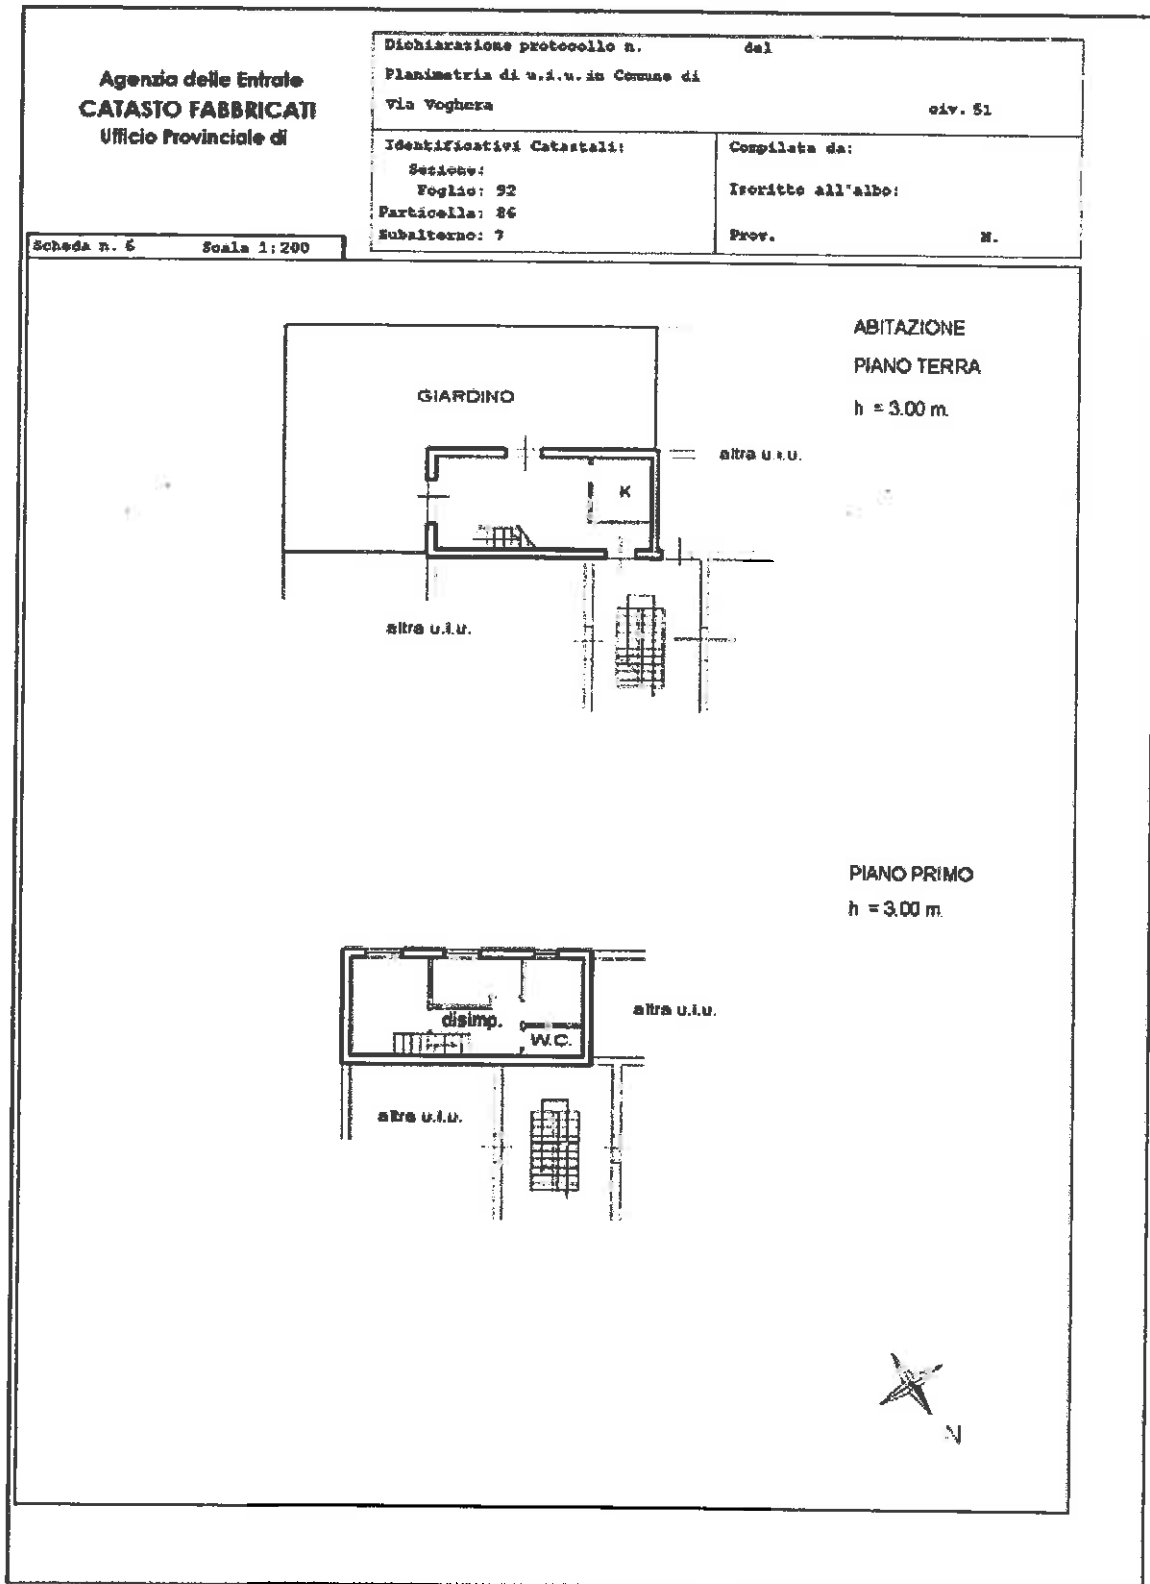 Agenzia delle Entrate
CATASTO FABBRICATI
Ufficio Provinciale di
Dichiarazione protocollo n. del
Planimetria di u.i.u. in Comune di
Via Voghera civ. 51
Identificativi Catastali:
Sezione:
Foglio: 92
Particella: 86
Subalterno: 7
Compilata da:
Iscritto all'albo:
Prov. N.
Scheda n. 6 Scala 1:200
ABITAZIONE
PIANO TERRA
h = 3.00 m.
GIARDINO
altra u.i.u.
K
altra u.i.u.
PIANO PRIMO
h = 3.00 m
altra u.i.u.
disimp.
W.C.
altra u.i.u.
N